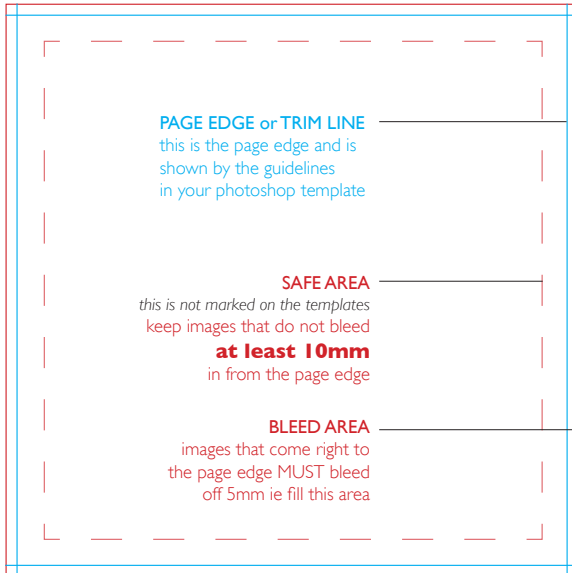 PAGE EDGE or TRIM LINE
this is the page edge and is
shown by the guidelines
in your photoshop template
SAFE AREA
this is not marked on the templates
keep images that do not bleed
at least 10mm
in from the page edge
BLEED AREA
images that come right to
the page edge MUST bleed
off 5mm ie fill this area